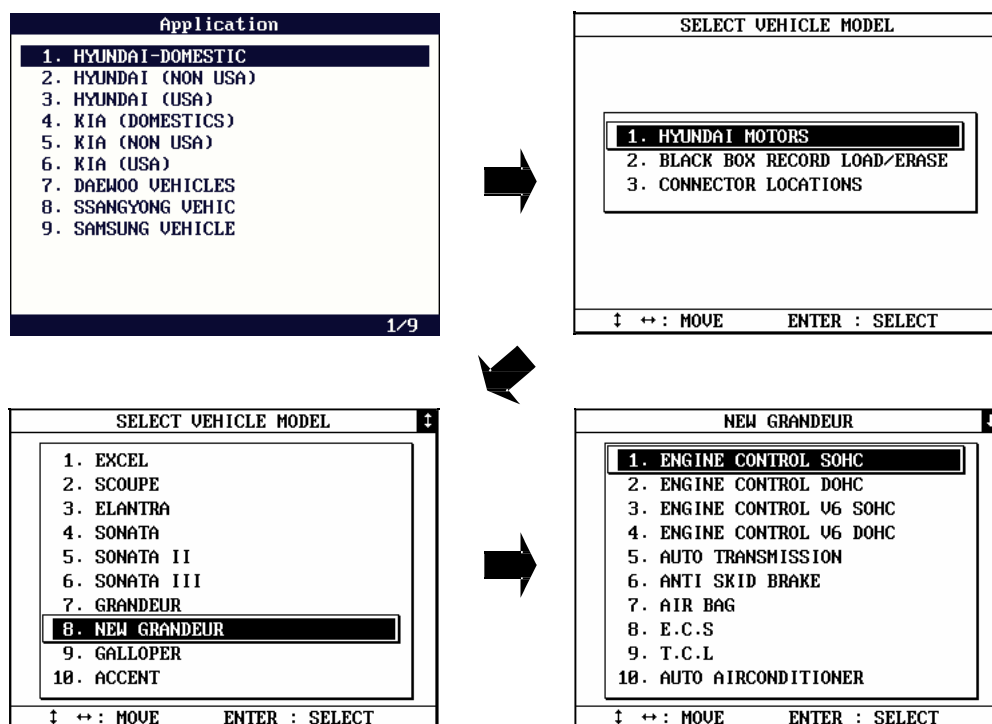 Application
1. HYUNDAI-DOMESTIC
2. HYUNDAI (NON USA)
3. HYUNDAI (USA)
4. KIA (DOMESTICS)
5. KIA (NON USA)
6. KIA (USA)
7. DAEWOO VEHICLES
8. SSANGYONG VEHIC
9. SAMSUNG VEHICLE
1/9
SELECT VEHICLE MODEL
1. HYUNDAI MOTORS
2. BLACK BOX RECORD LOAD/ERASE
3. CONNECTOR LOCATIONS
↕ ↔: MOVE ENTER : SELECT
SELECT VEHICLE MODEL ↕
1. EXCEL
2. SCOUPE
3. ELANTRA
4. SONATA
5. SONATA II
6. SONATA III
7. GRANDEUR
8. NEW GRANDEUR
9. GALLOPER
10. ACCENT
↕ ↔: MOVE ENTER : SELECT
NEW GRANDEUR
1. ENGINE CONTROL SOHC
2. ENGINE CONTROL DOHC
3. ENGINE CONTROL V6 SOHC
4. ENGINE CONTROL V6 DOHC
5. AUTO TRANSMISSION
6. ANTI SKID BRAKE
7. AIR BAG
8. E.C.S
9. T.C.L
10. AUTO AIRCONDITIONER
↕ ↔: MOVE ENTER : SELECT